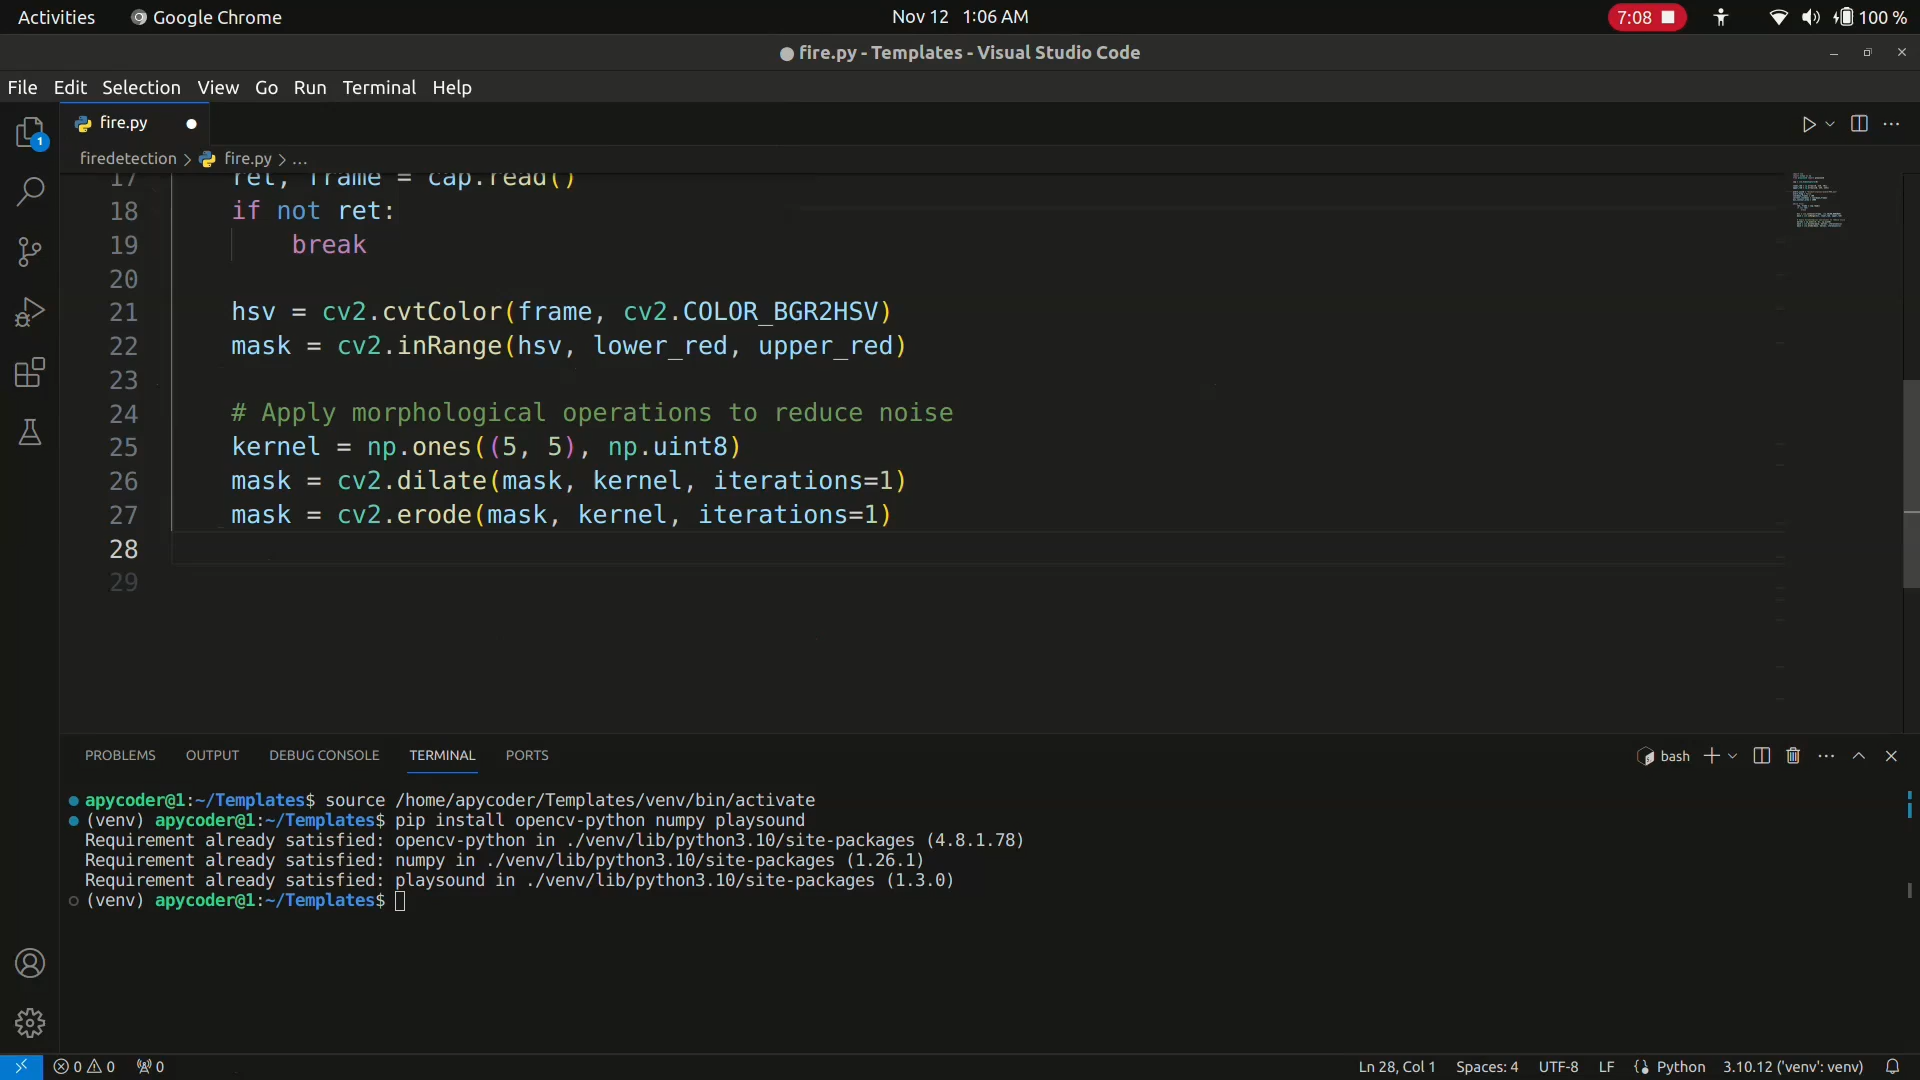 Activities Google Chrome Nov 12 1:06 AM 7:08 100 %
fire.py - Templates - Visual Studio Code
File Edit Selection View Go Run Terminal Help
1
fire.py
firedetection > fire.py > ...
17 ret, frame = cap.read()
18 if not ret:
19 break
20
21 hsv = cv2.cvtColor(frame, cv2.COLOR_BGR2HSV)
22 mask = cv2.inRange(hsv, lower_red, upper_red)
23
24 # Apply morphological operations to reduce noise
25 kernel = np.ones((5, 5), np.uint8)
26 mask = cv2.dilate(mask, kernel, iterations=1)
27 mask = cv2.erode(mask, kernel, iterations=1)
28
29
PROBLEMS OUTPUT DEBUG CONSOLE TERMINAL PORTS bash
apycoder@1:~/Templates$ source /home/apycoder/Templates/venv/bin/activate
(venv) apycoder@1:~/Templates$ pip install opencv-python numpy playsound
Requirement already satisfied: opencv-python in ./venv/lib/python3.10/site-packages (4.8.1.78)
Requirement already satisfied: numpy in ./venv/lib/python3.10/site-packages (1.26.1)
Requirement already satisfied: playsound in ./venv/lib/python3.10/site-packages (1.3.0)
(venv) apycoder@1:~/Templates$
0 0 0 Ln 28, Col 1 Spaces: 4 UTF-8 LF Python 3.10.12 ('venv': venv)